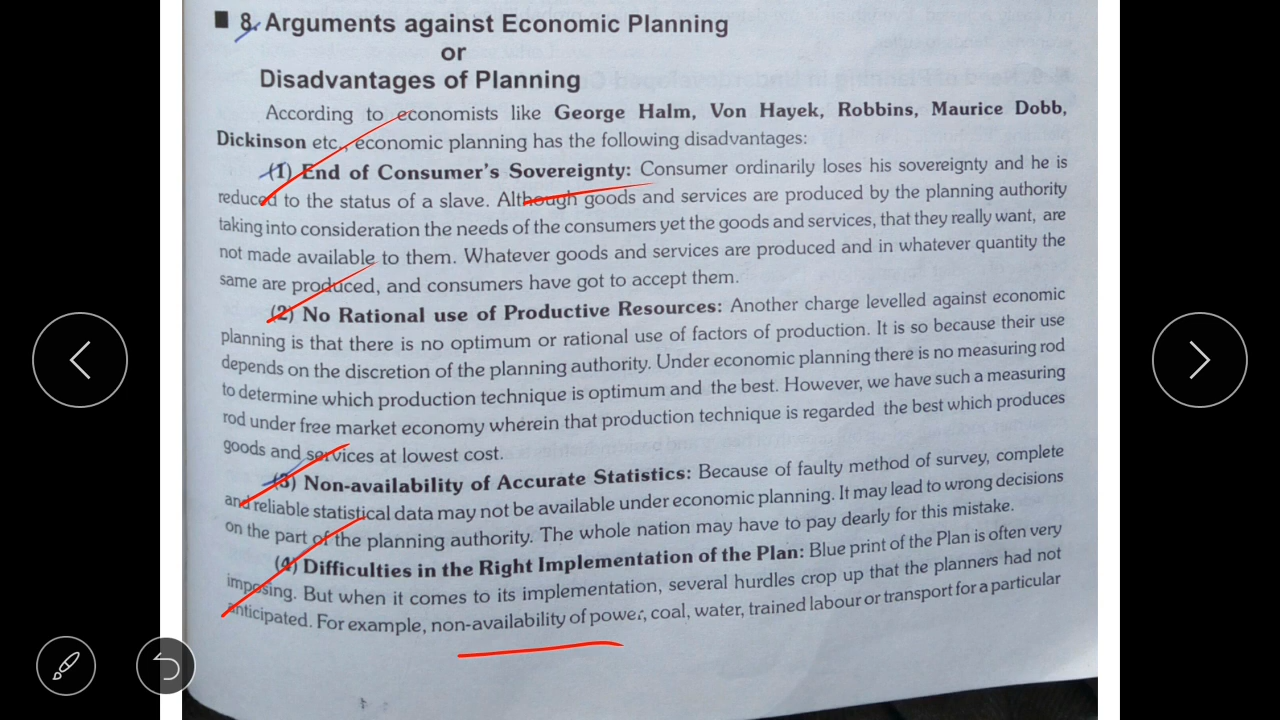 8. Arguments against Economic Planning
or
Disadvantages of Planning
According to economists like George Halm, Von Hayek, Robbins, Maurice Dobb,
Dickinson etc., economic planning has the following disadvantages:
(1) End of Consumer's Sovereignty: Consumer ordinarily loses his sovereignty and he is
reduced to the status of a slave. Although goods and services are produced by the planning authority
taking into consideration the needs of the consumers yet the goods and services, that they really want, are
not made available to them. Whatever goods and services are produced and in whatever quantity the
same are produced, and consumers have got to accept them.
(2) No Rational use of Productive Resources: Another charge levelled against economic
planning is that there is no optimum or rational use of factors of production. It is so because their use
depends on the discretion of the planning authority. Under economic planning there is no measuring rod
to determine which production technique is optimum and the best. However, we have such a measuring
rod under free market economy wherein that production technique is regarded the best which produces
goods and services at lowest cost.
(3) Non-availability of Accurate Statistics: Because of faulty method of survey, complete
and reliable statistical data may not be available under economic planning. It may lead to wrong decisions
on the part of the planning authority. The whole nation may have to pay dearly for this mistake.
(4) Difficulties in the Right Implementation of the Plan: Blue print of the Plan is often very
imposing. But when it comes to its implementation, several hurdles crop up that the planners had not
anticipated. For example, non-availability of power, coal, water, trained labour or transport for a particular